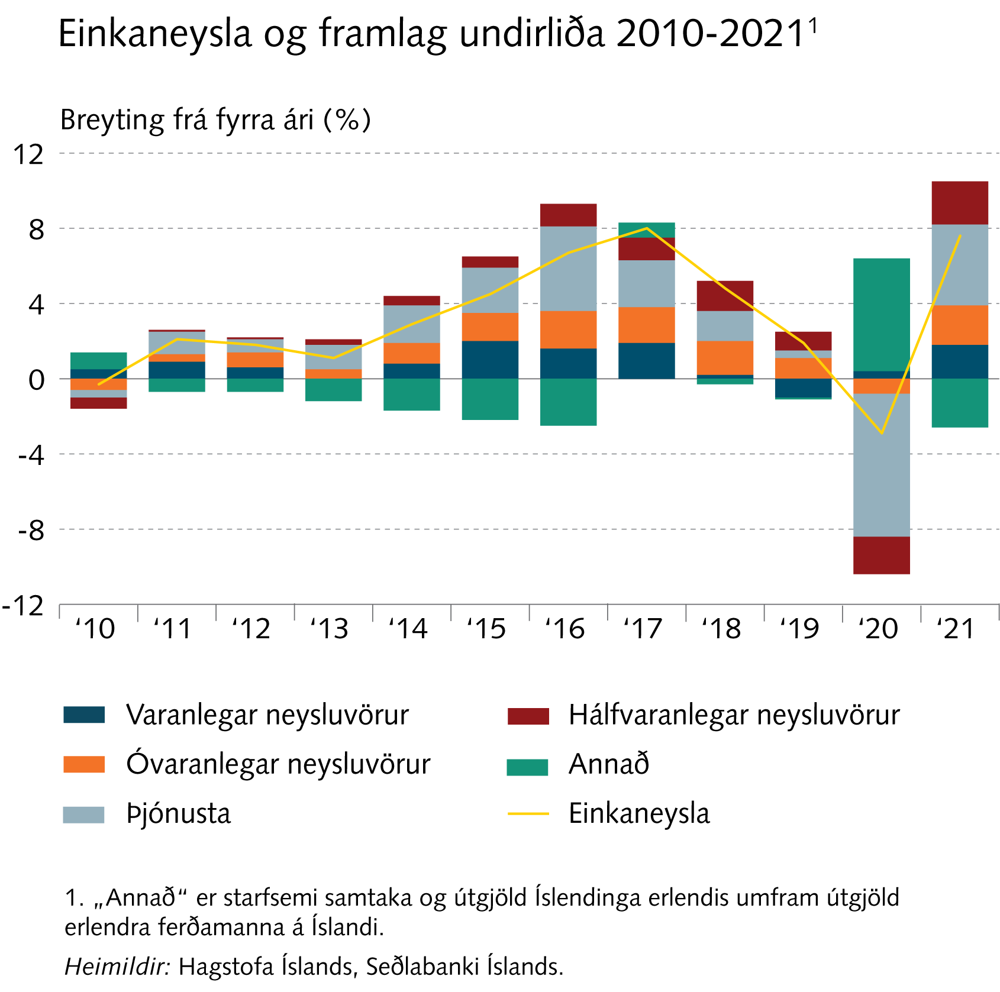 Einkaneysla og framlag undirliða 2010-2021¹
Breyting frá fyrra ári (%)
12
8
4
0
-4
-8
-12
‘10 ‘11 ‘12 ‘13 ‘14 ‘15 ‘16 ‘17 ‘18 ‘19 ‘20 ‘21
Varanlegar neysluvörur
Óvaranlegar neysluvörur
Þjónusta
Hálfvaranlegar neysluvörur
Annað
Einkaneysla
1. „Annað“ er starfsemi samtaka og útgjöld Íslendinga erlendis umfram útgjöld
erlendra ferðamanna á Íslandi.
Heimildir: Hagstofa Íslands, Seðlabanki Íslands.